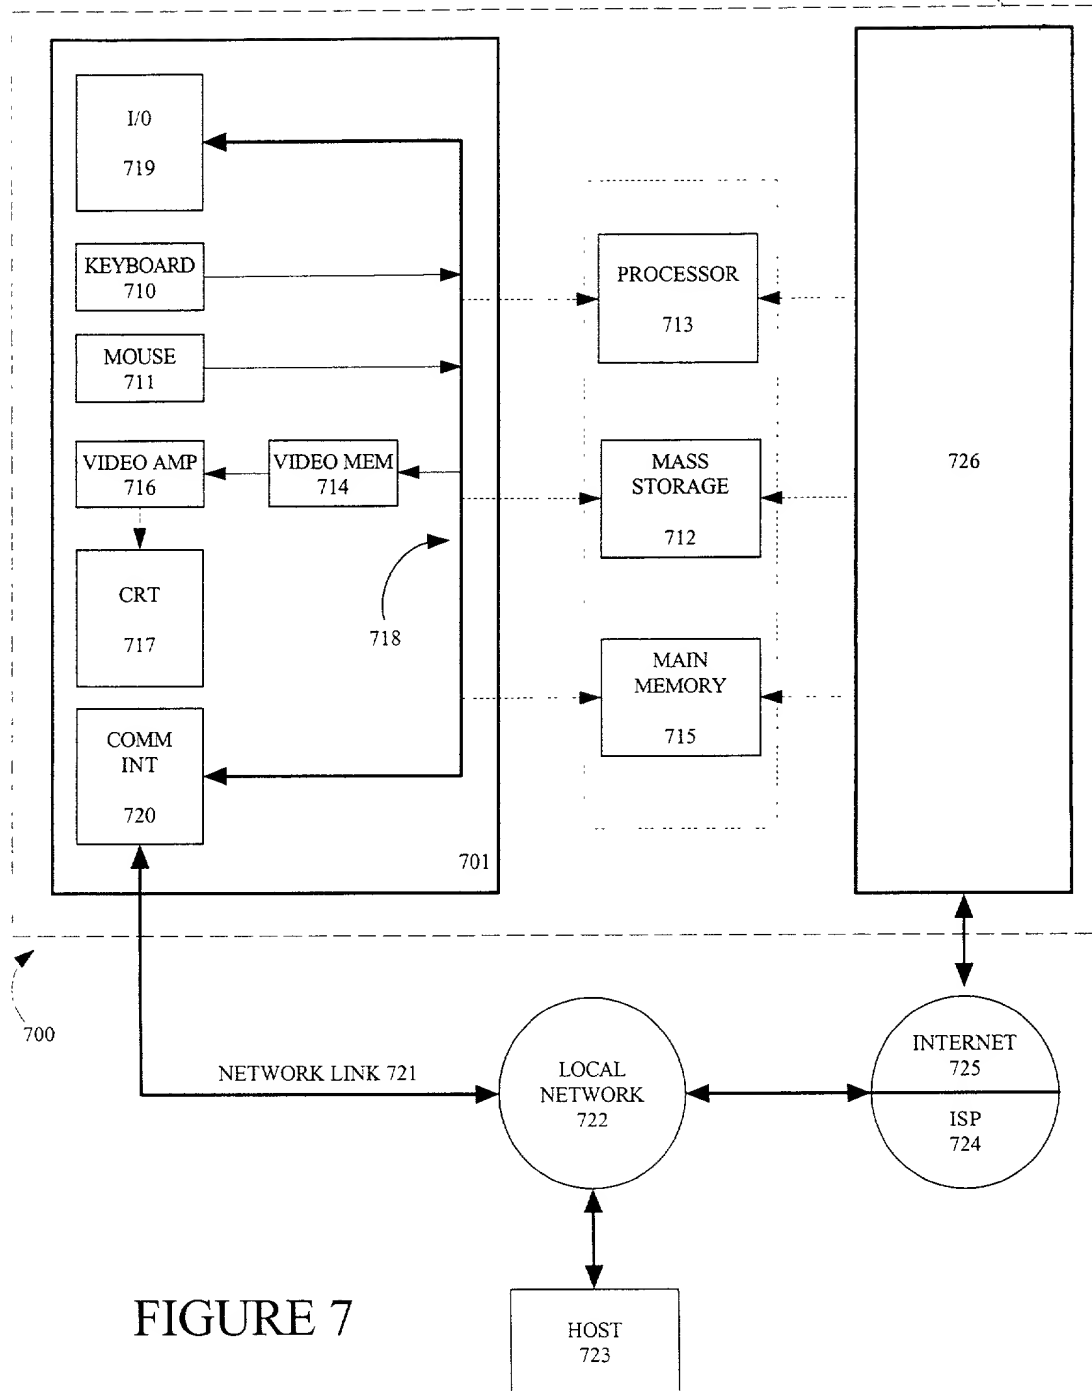 I/0
719
KEYBOARD
710
MOUSE
711
VIDEO AMP
716
VIDEO MEM
714
CRT
717
718
COMM
INT
720
701
PROCESSOR
713
MASS
STORAGE
712
MAIN
MEMORY
715
726
700
NETWORK LINK 721
LOCAL
NETWORK
722
INTERNET
725
ISP
724
HOST
723
FIGURE 7